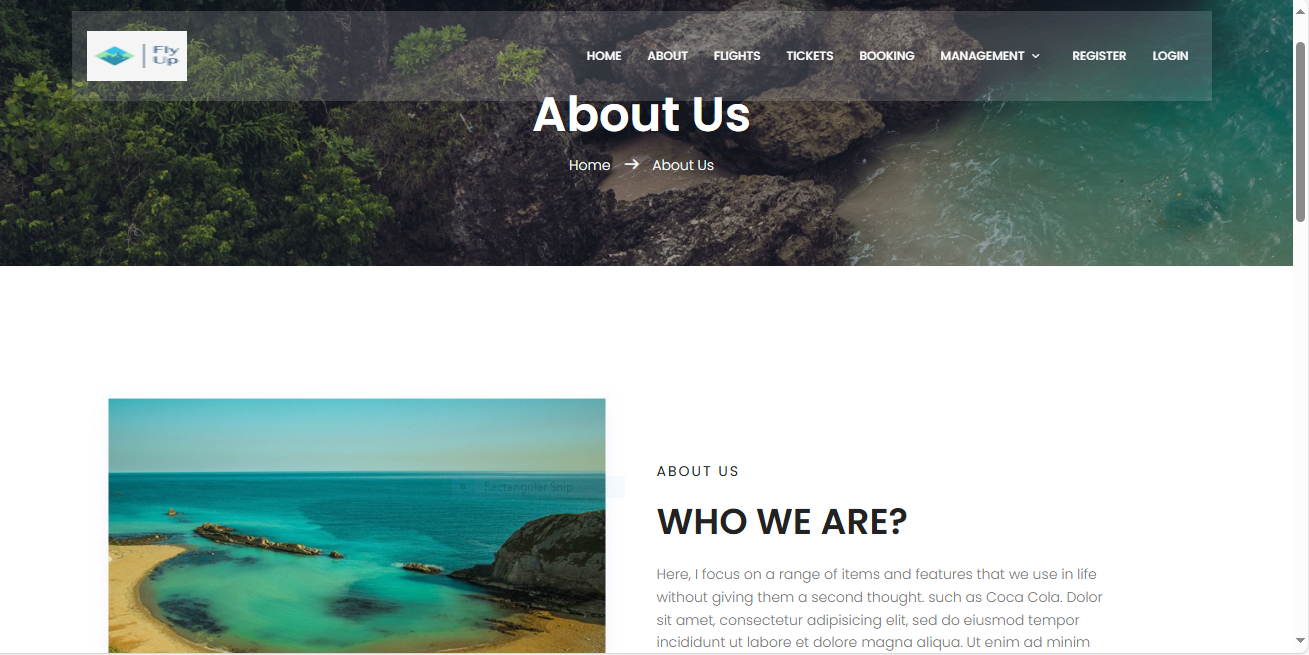 Fly
Up
HOME ABOUT FLIGHTS TICKETS BOOKING MANAGEMENT REGISTER LOGIN
About Us
Home → About Us
Rectangular Snip
ABOUT US
WHO WE ARE?
Here, I focus on a range of items and features that we use in life
without giving them a second thought. such as Coca Cola. Dolor
sit amet, consectetur adipisicing elit, sed do eiusmod tempor
incididunt ut labore et dolore magna aliqua. Ut enim ad minim